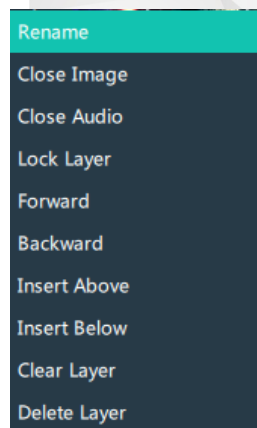 Rename
Close Image
Close Audio
Lock Layer
Forward
Backward
Insert Above
Insert Below
Clear Layer
Delete Layer